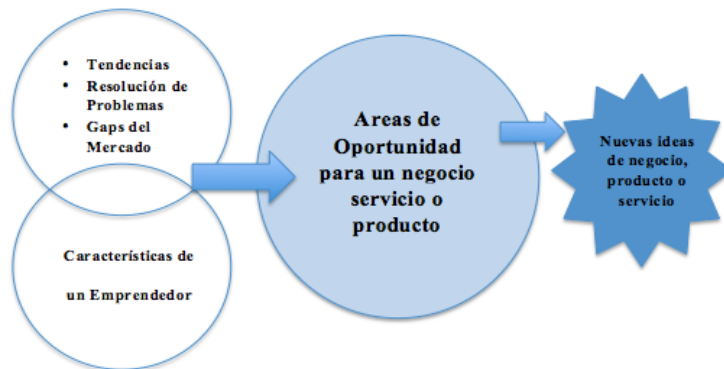 • Tendencias
• Resolución de
Problemas
• Gaps del
Mercado
Características de
un Emprendedor
Areas de
Oportunidad
para un negocio
servicio o
producto
Nuevas ideas
de negocio,
producto o
servicio